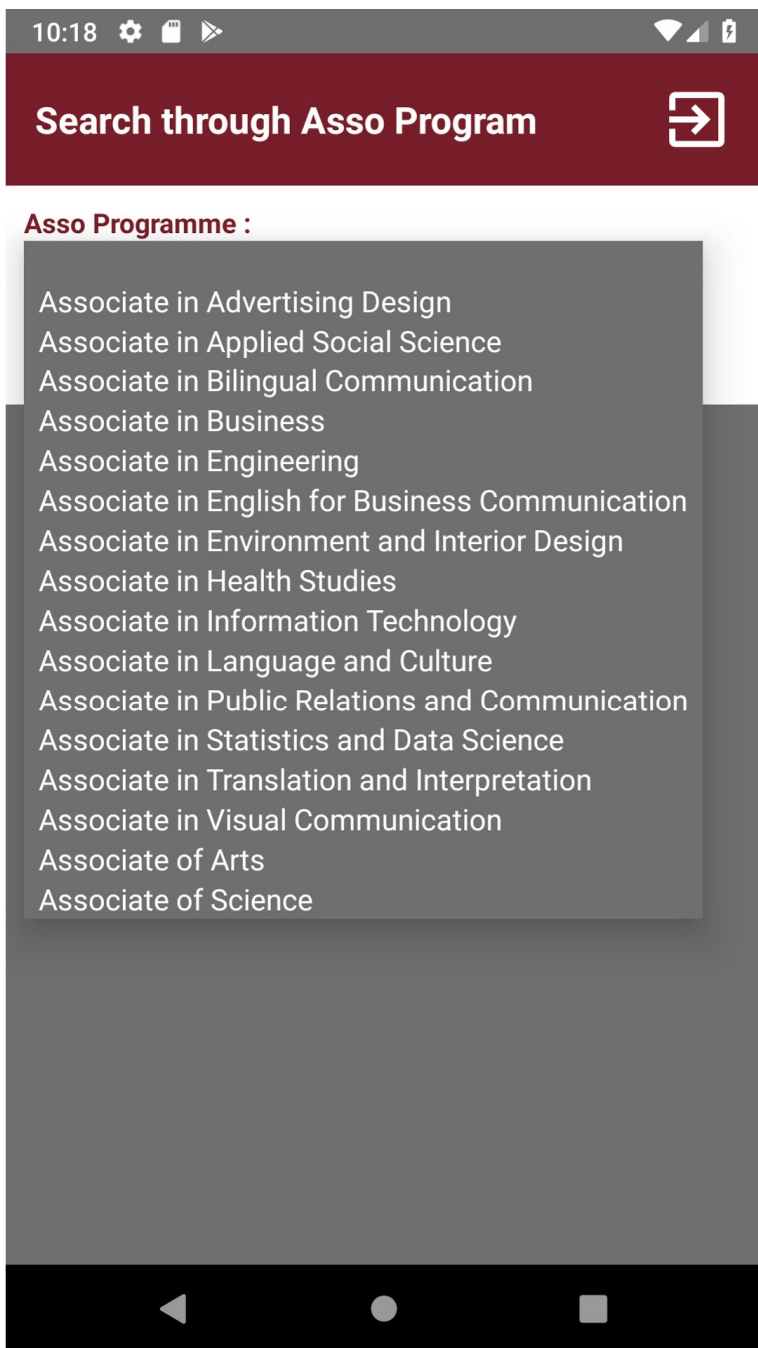 10:18
Search through Asso Program
Asso Programme :
Associate in Advertising Design
Associate in Applied Social Science
Associate in Bilingual Communication
Associate in Business
Associate in Engineering
Associate in English for Business Communication
Associate in Environment and Interior Design
Associate in Health Studies
Associate in Information Technology
Associate in Language and Culture
Associate in Public Relations and Communication
Associate in Statistics and Data Science
Associate in Translation and Interpretation
Associate in Visual Communication
Associate of Arts
Associate of Science